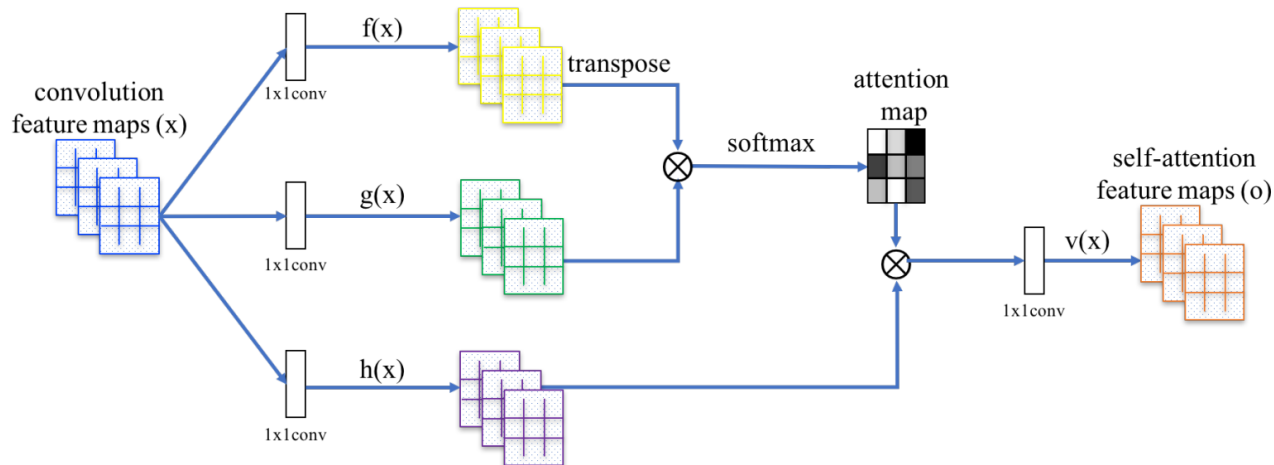 convolution
feature maps (x)
f(x)
1x1conv
transpose
g(x)
1x1conv
h(x)
1x1conv
softmax
attention
map
1x1conv
v(x)
self-attention
feature maps (o)